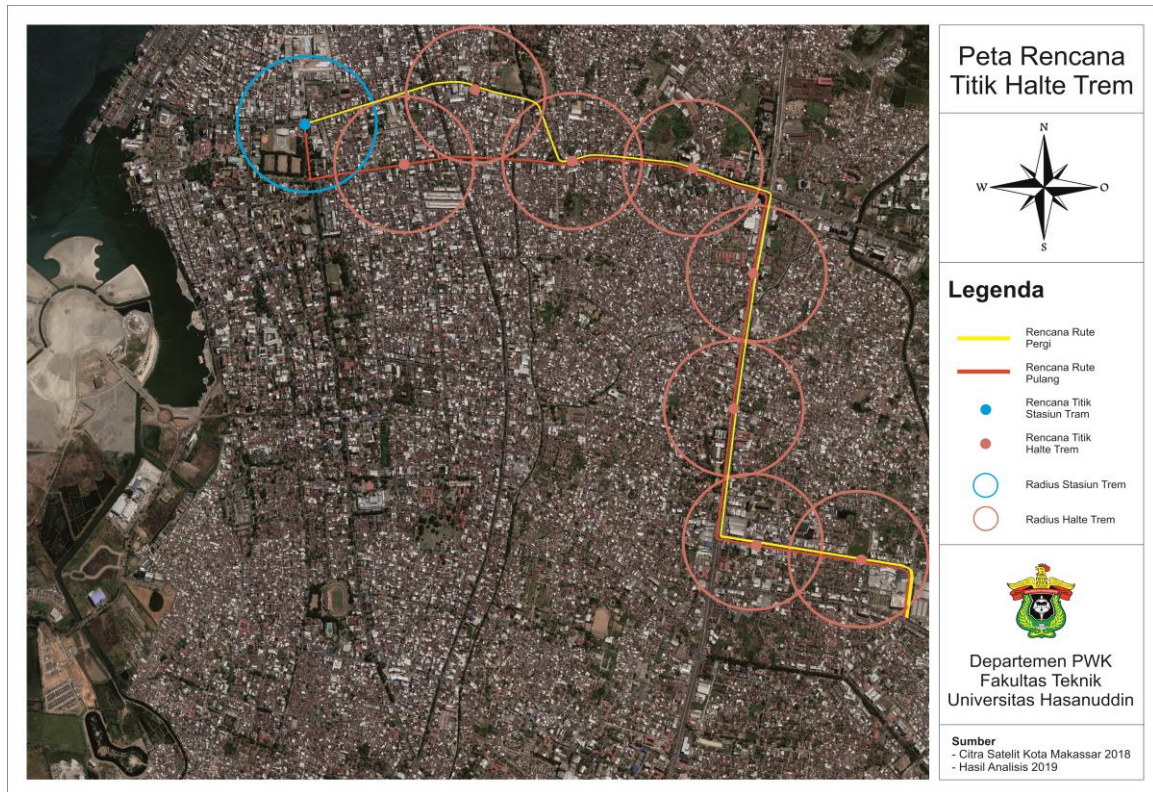 Peta Rencana
Titik Halte Trem
N
W
O
S
Legenda
Rencana Rute
Pergi
Rencana Rute
Pulang
Rencana Titik
Stasiun Tram
Rencana Titik
Halte Trem
Radius Stasiun Trem
Radius Halte Trem
Departemen PWK
Fakultas Teknik
Universitas Hasanuddin
Sumber
- Citra Satelit Kota Makassar 2018
- Hasil Analisis 2019